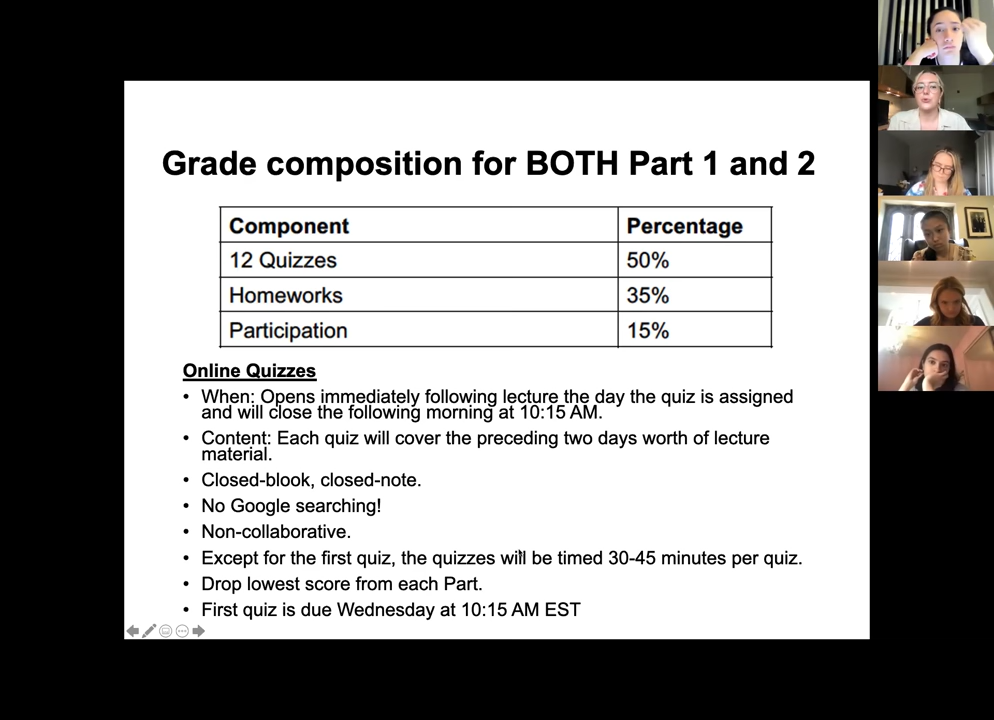 Grade composition for BOTH Part 1 and 2
Component Percentage
12 Quizzes 50%
Homeworks 35%
Participation 15%
Online Quizzes
• When: Opens immediately following lecture the day the quiz is assigned
and will close the following morning at 10:15 AM.
• Content: Each quiz will cover the preceding two days worth of lecture
material.
• Closed-blook, closed-note.
• No Google searching!
• Non-collaborative.
• Except for the first quiz, the quizzes will be timed 30-45 minutes per quiz.
• Drop lowest score from each Part.
• First quiz is due Wednesday at 10:15 AM EST